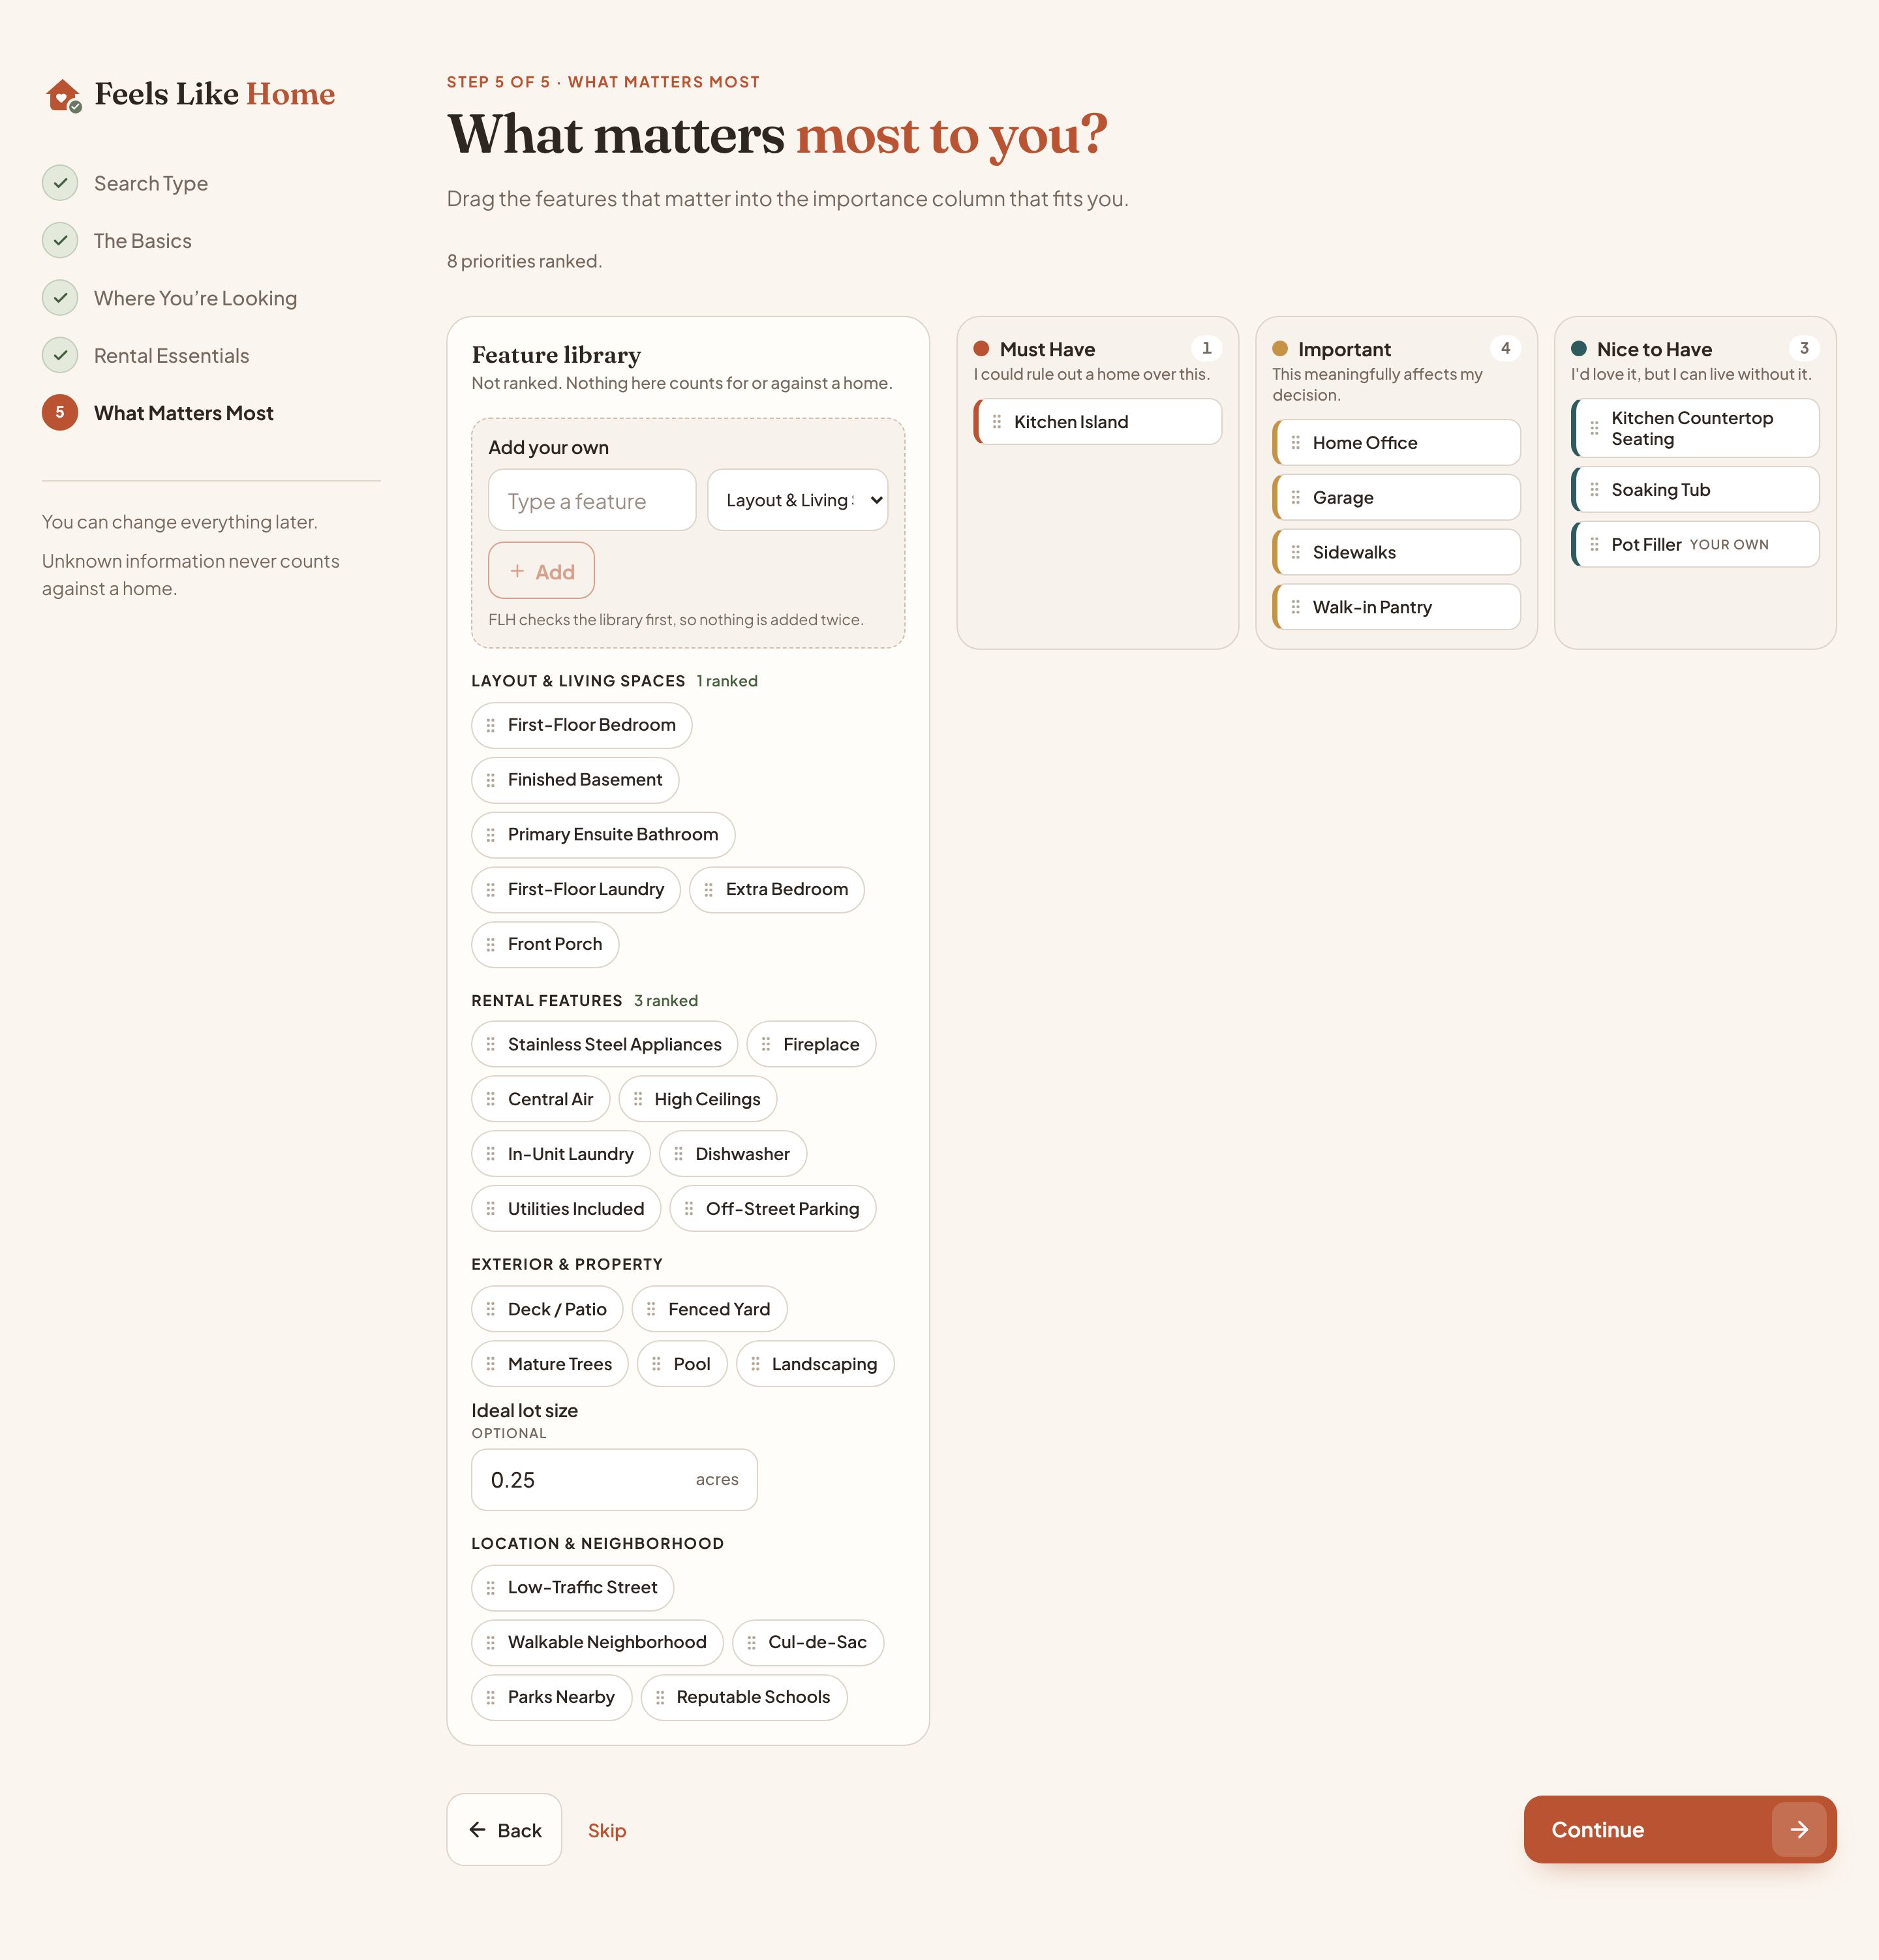 Feels Like Home
Search Type
The Basics
Where You're Looking
Rental Essentials
5 What Matters Most
You can change everything later.
Unknown information never counts
against a home.
STEP 5 OF 5 · WHAT MATTERS MOST
What matters most to you?
Drag the features that matter into the importance column that fits you.
8 priorities ranked.
Feature library
Not ranked. Nothing here counts for or against a home.
Add your own
Type a feature
Layout & Living
+ Add
FLH checks the library first, so nothing is added twice.
LAYOUT & LIVING SPACES 1 ranked
First-Floor Bedroom
Finished Basement
Primary Ensuite Bathroom
First-Floor Laundry Extra Bedroom
Front Porch
RENTAL FEATURES 3 ranked
Stainless Steel Appliances Fireplace
Central Air High Ceilings
In-Unit Laundry Dishwasher
Utilities Included Off-Street Parking
EXTERIOR & PROPERTY
Deck / Patio Fenced Yard
Mature Trees Pool Landscaping
Ideal lot size
OPTIONAL
0.25 acres
LOCATION & NEIGHBORHOOD
Low-Traffic Street
Walkable Neighborhood Cul-de-Sac
Parks Nearby Reputable Schools
Must Have 1
I could rule out a home over this.
Kitchen Island
Important 4
This meaningfully affects my
decision.
Home Office
Garage
Sidewalks
Walk-in Pantry
Nice to Have 3
I'd love it, but I can live without it.
Kitchen Countertop
Seating
Soaking Tub
Pot Filler YOUR OWN
Back
Skip
Continue